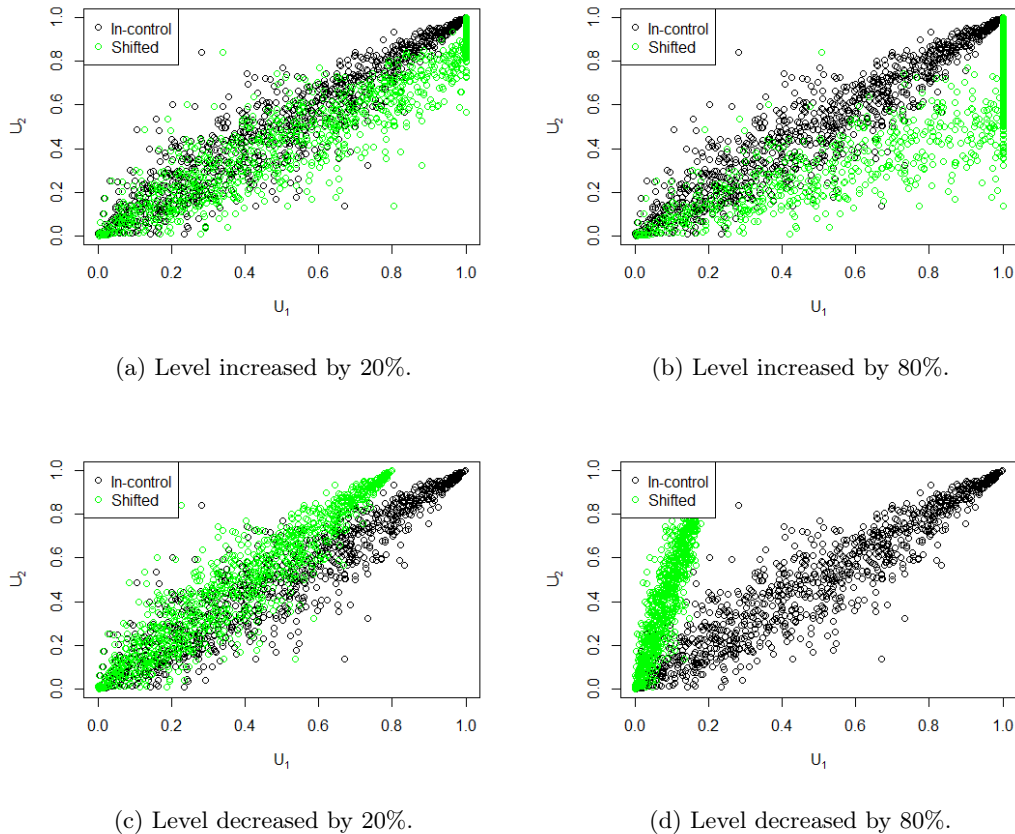 In-control
Shifted
U2
0.0 0.2 0.4 0.6 0.8 1.0
0.0 0.2 0.4 0.6 0.8 1.0
U1
(a) Level increased by 20%.
In-control
Shifted
U2
0.0 0.2 0.4 0.6 0.8 1.0
0.0 0.2 0.4 0.6 0.8 1.0
U1
(b) Level increased by 80%.
In-control
Shifted
U2
0.0 0.2 0.4 0.6 0.8 1.0
0.0 0.2 0.4 0.6 0.8 1.0
U1
(c) Level decreased by 20%.
In-control
Shifted
U2
0.0 0.2 0.4 0.6 0.8 1.0
0.0 0.2 0.4 0.6 0.8 1.0
U1
(d) Level decreased by 80%.